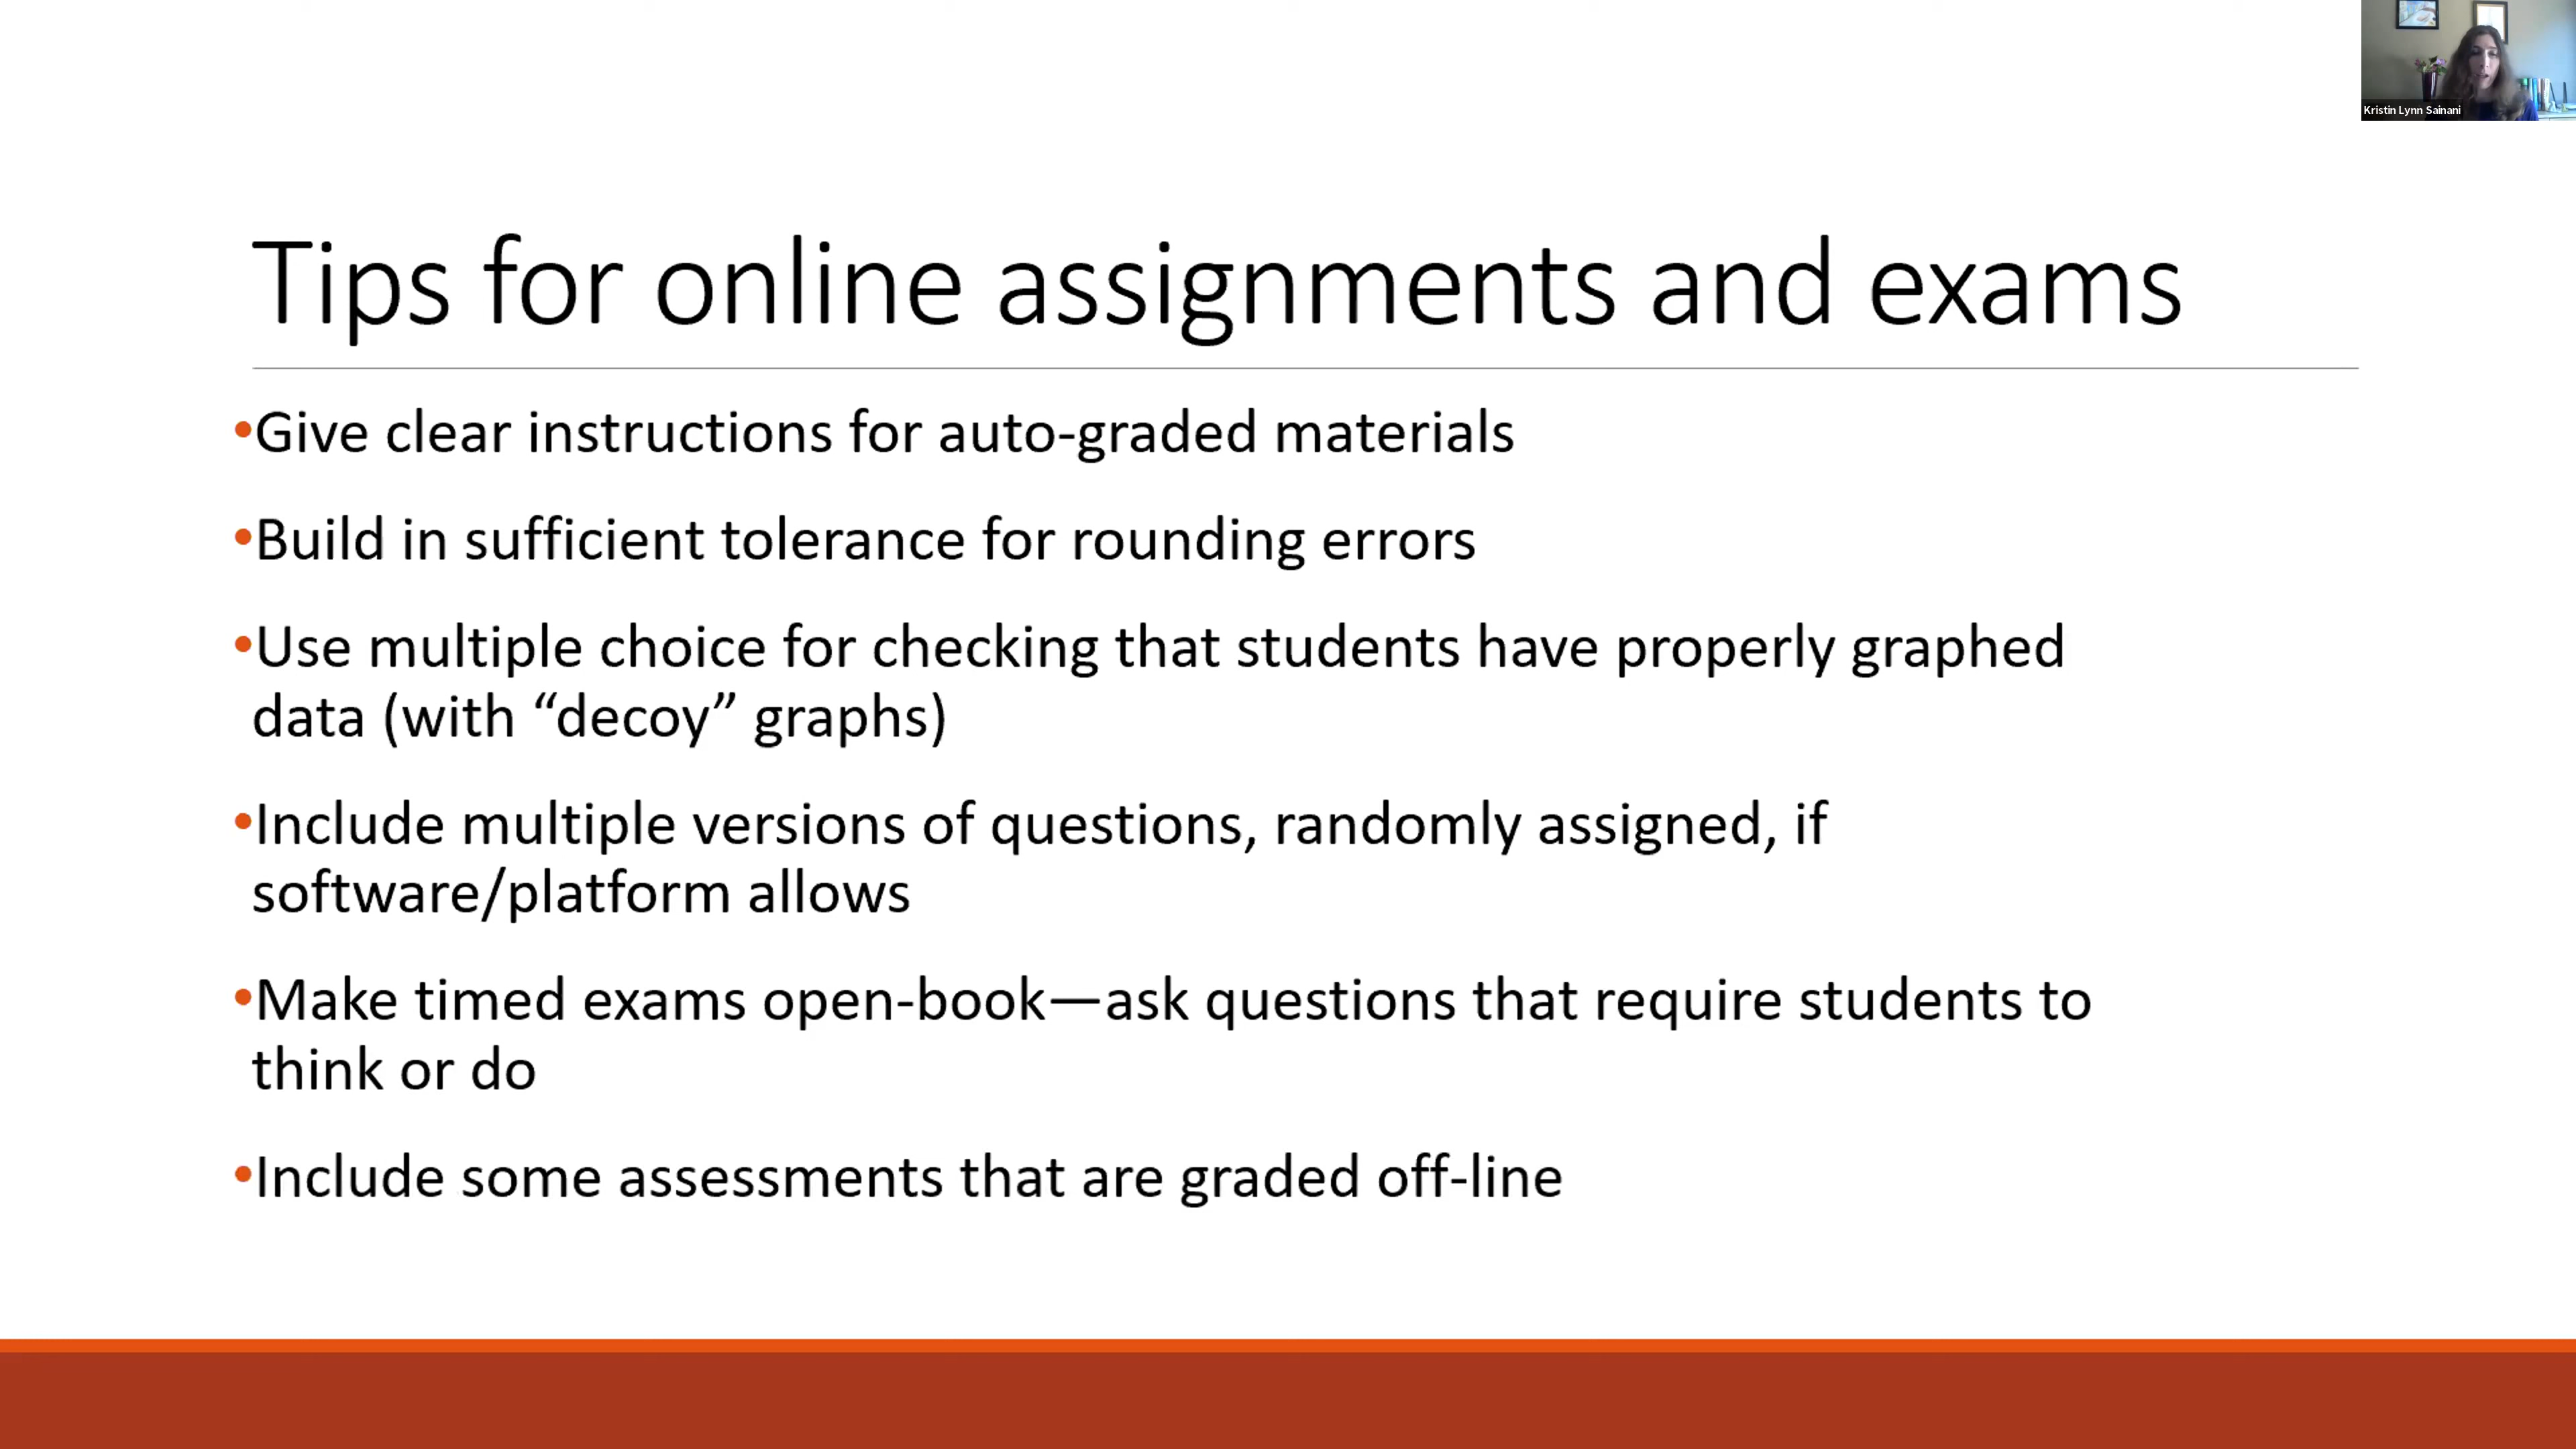 Kristin Lynn Sainani
Tips for online assignments and exams
•Give clear instructions for auto-graded materials
•Build in sufficient tolerance for rounding errors
•Use multiple choice for checking that students have properly graphed
data (with “decoy” graphs)
•Include multiple versions of questions, randomly assigned, if
software/platform allows
•Make timed exams open-book—ask questions that require students to
think or do
•Include some assessments that are graded off-line